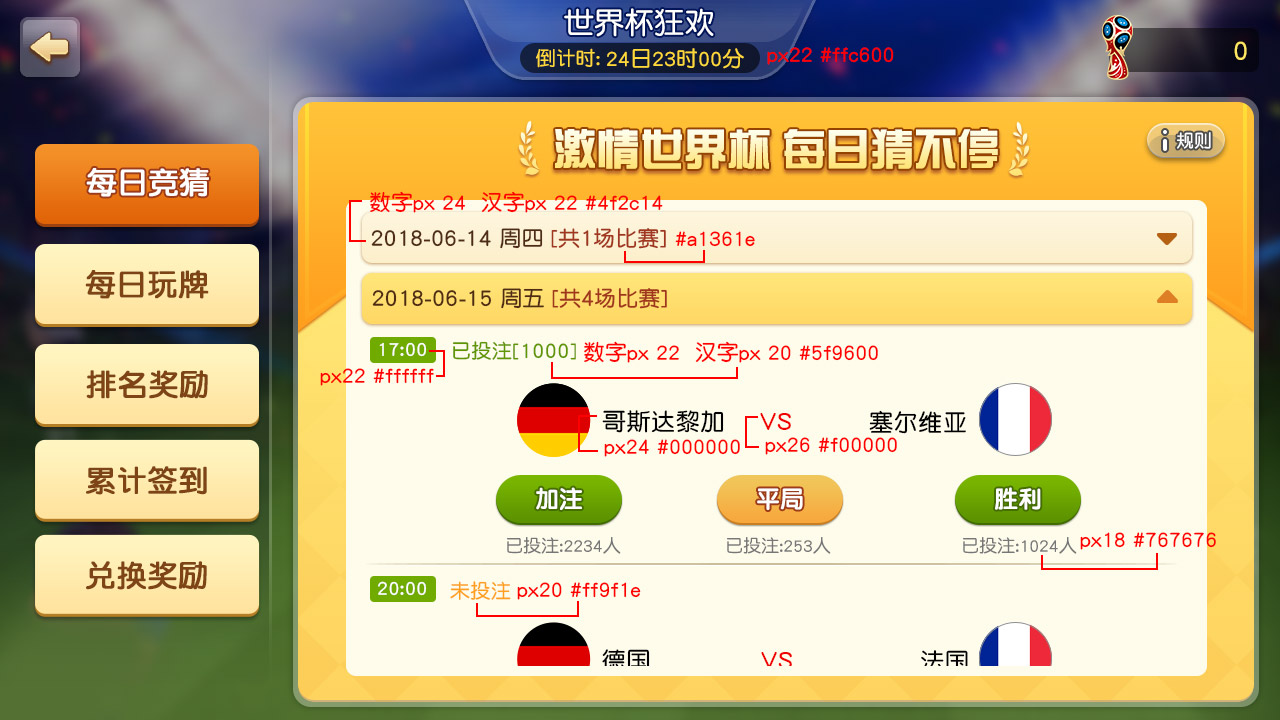 世界杯狂欢
倒计时: 24日23时00分 px22 #ffc600
0
激情世界杯 每日猜不停
规则
每日竞猜
每日玩牌
排名奖励
累计签到
兑换奖励
数字px 24 汉字px 22 #4f2c14
2018-06-14 周四 [共1场比赛] #a1361e
2018-06-15 周五 [共4场比赛]
17:00 已投注[1000] 数字px 22 汉字px 20 #5f9600
px22 #ffffff
哥斯达黎加 VS 塞尔维亚
px24 #000000 px26 #f00000
加注 平局 胜利
已投注:2234人 已投注:253人 已投注:1024人 px18 #767676
20:00 未投注 px20 #ff9f1e
德国 VS 法国